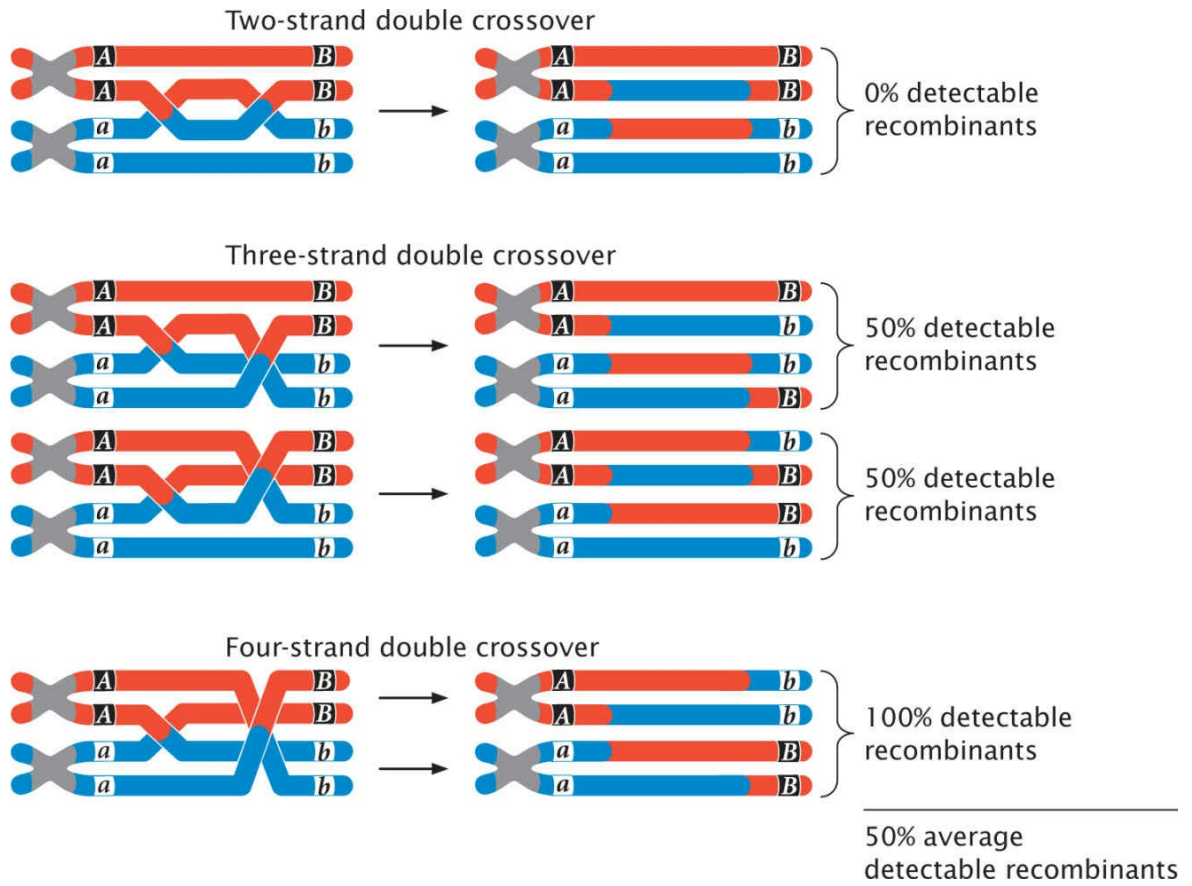 Two-strand double crossover
A B A B
A B A B
a b a b
a b a b
0% detectable
recombinants
Three-strand double crossover
A B A B
A B A b
a b a b
a b a B
50% detectable
recombinants
A B A b
A B A B
a b a B
a b a b
50% detectable
recombinants
Four-strand double crossover
A B A b
A B A b
a b a B
a b a B
100% detectable
recombinants
50% average
detectable recombinants